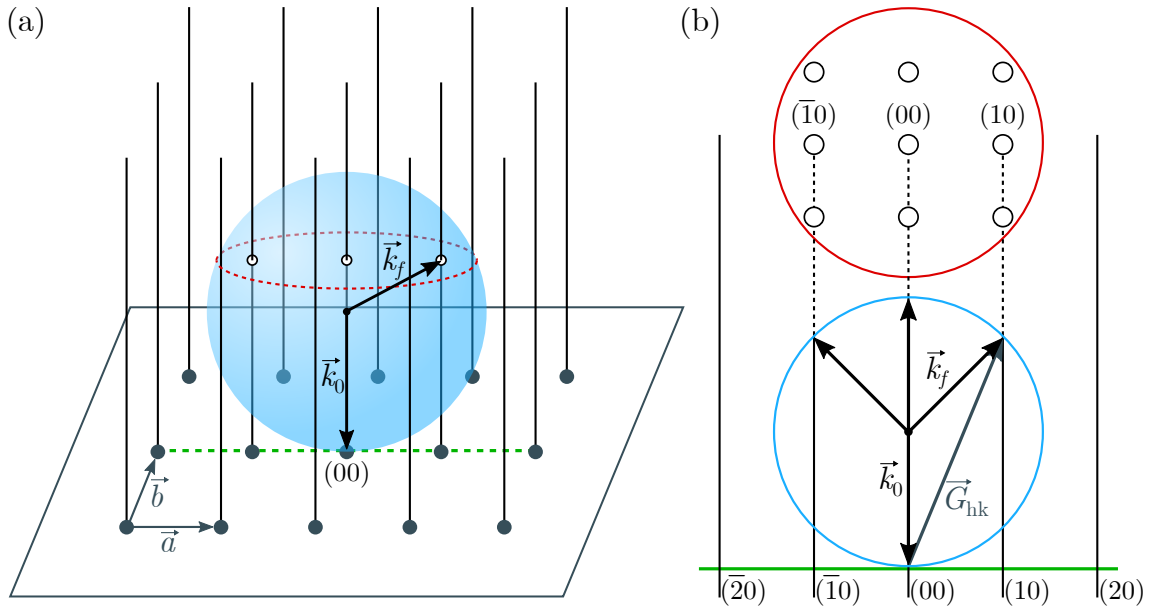 (a)
k⃗f
k⃗0
(00)
b⃗
a⃗
(b)
(1̅0)
(00)
(10)
k⃗f
k⃗0
G⃗hk
(2̅0)
(1̅0)
(00)
(10)
(20)